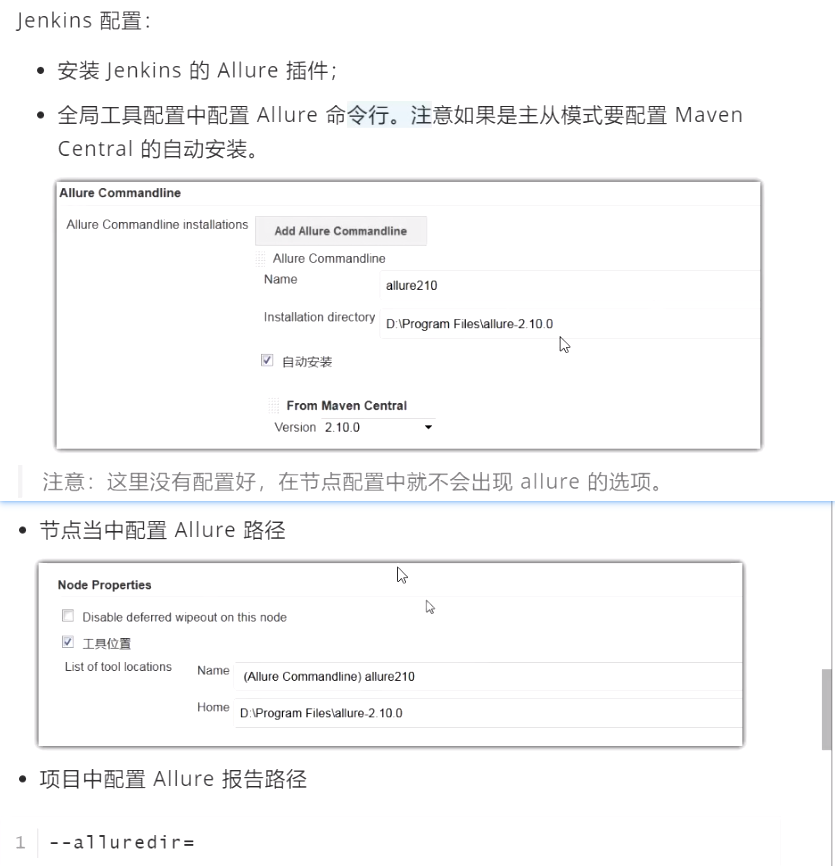 Jenkins 配置：
安装 Jenkins 的 Allure 插件；
全局工具配置中配置 Allure 命令行。注意如果是主从模式要配置 Maven
Central 的自动安装。
Allure Commandline
Allure Commandline installations
Add Allure Commandline
Allure Commandline
Name
allure210
Installation directory
D:\Program Files\allure-2.10.0
自动安装
From Maven Central
Version 2.10.0
注意：这里没有配置好，在节点配置中就不会出现 allure 的选项。
节点当中配置 Allure 路径
Node Properties
Disable deferred wipeout on this node
工具位置
List of tool locations
Name
(Allure Commandline) allure210
Home
D:\Program Files\allure-2.10.0
项目中配置 Allure 报告路径
1 --alluredir=